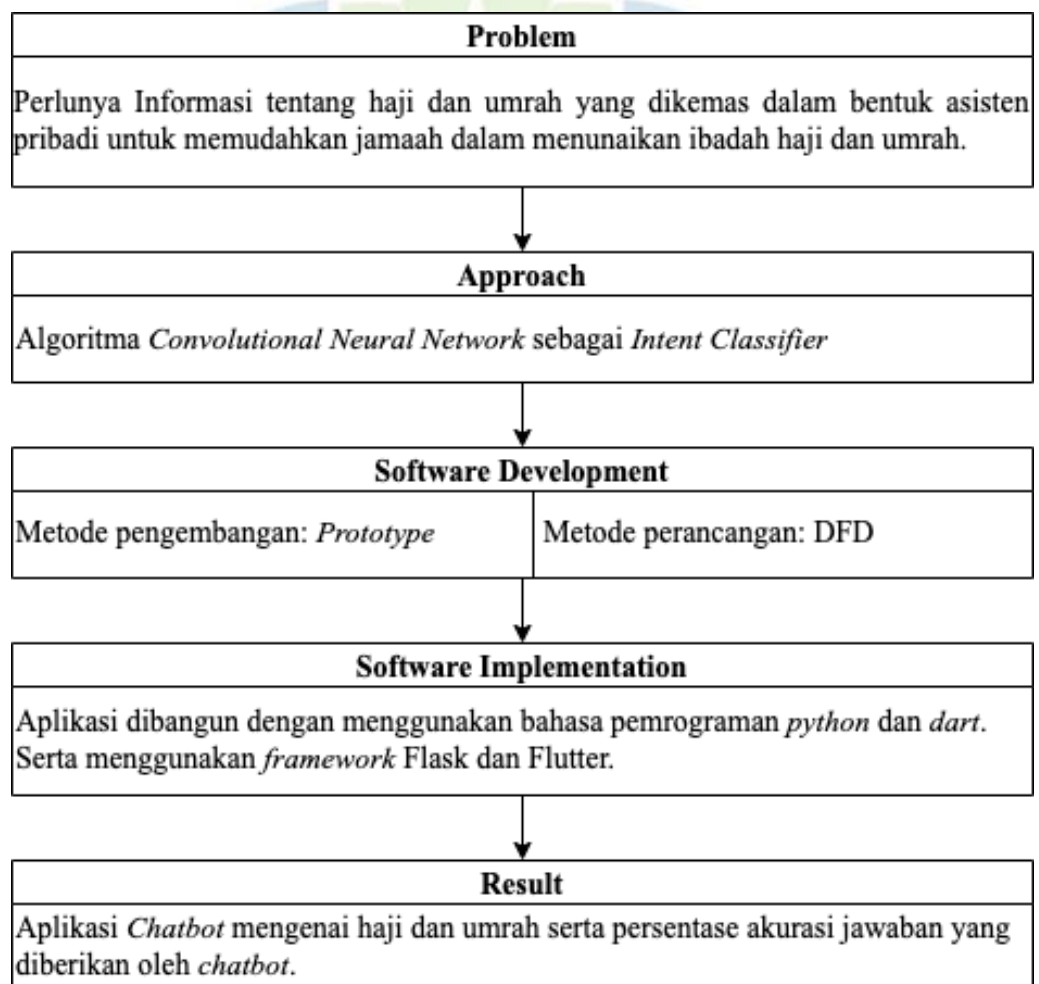 Problem
Perlunya Informasi tentang haji dan umrah yang dikemas dalam bentuk asisten
pribadi untuk memudahkan jamaah dalam menunaikan ibadah haji dan umrah.
Approach
Algoritma Convolutional Neural Network sebagai Intent Classifier
Software Development
Metode pengembangan: Prototype
Metode perancangan: DFD
Software Implementation
Aplikasi dibangun dengan menggunakan bahasa pemrograman python dan dart.
Serta menggunakan framework Flask dan Flutter.
Result
Aplikasi Chatbot mengenai haji dan umrah serta persentase akurasi jawaban yang
diberikan oleh chatbot.